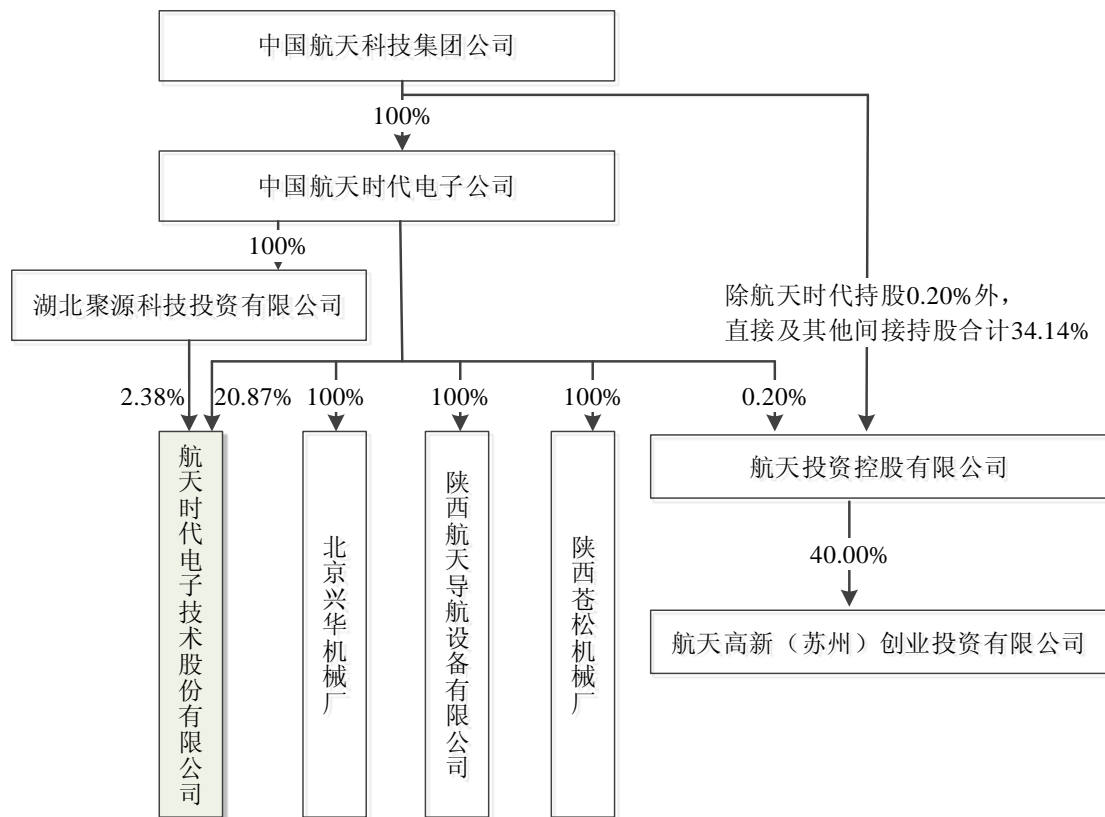 中国航天科技集团公司
100%
中国航天时代电子公司
100%
湖北聚源科技投资有限公司
除航天时代持股0.20%外，
直接及其他间接持股合计34.14%
2.38%
20.87%
100%
100%
100%
0.20%
航天时代电子技术股份有限公司
北京兴华机械厂
陕西航天导航设备有限公司
陕西苍松机械厂
航天投资控股有限公司
40.00%
航天高新（苏州）创业投资有限公司